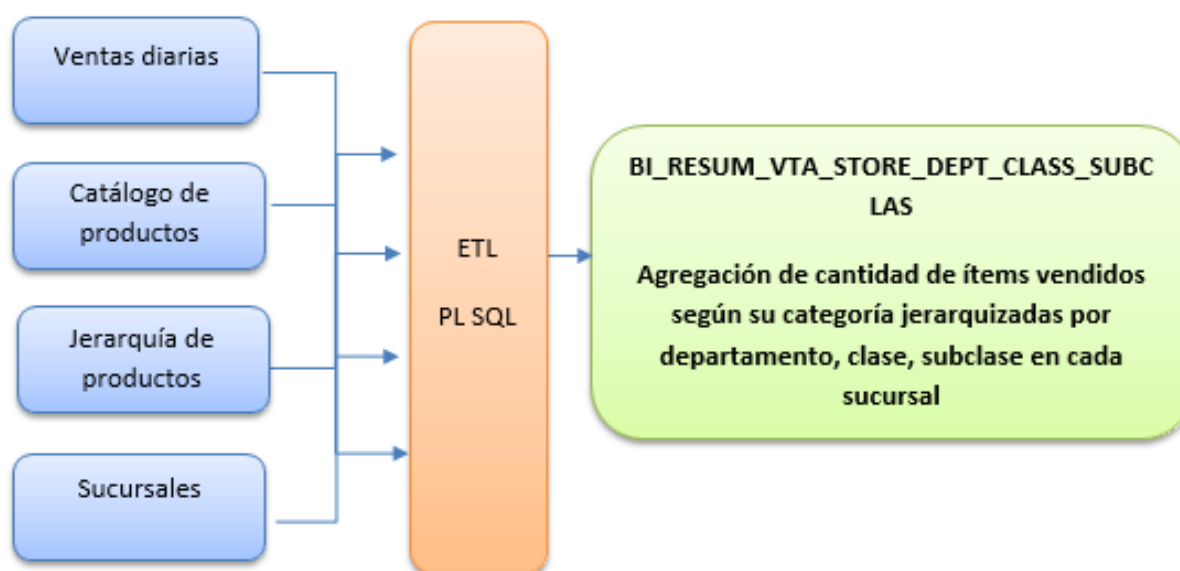 Ventas diarias
Catálogo de
productos
Jerarquía de
productos
Sucursales
ETL
PL SQL
BI_RESUM_VTA_STORE_DEPT_CLASS_SUBC
LAS
Agregación de cantidad de ítems vendidos
según su categoría jerarquizadas por
departamento, clase, subclase en cada
sucursal